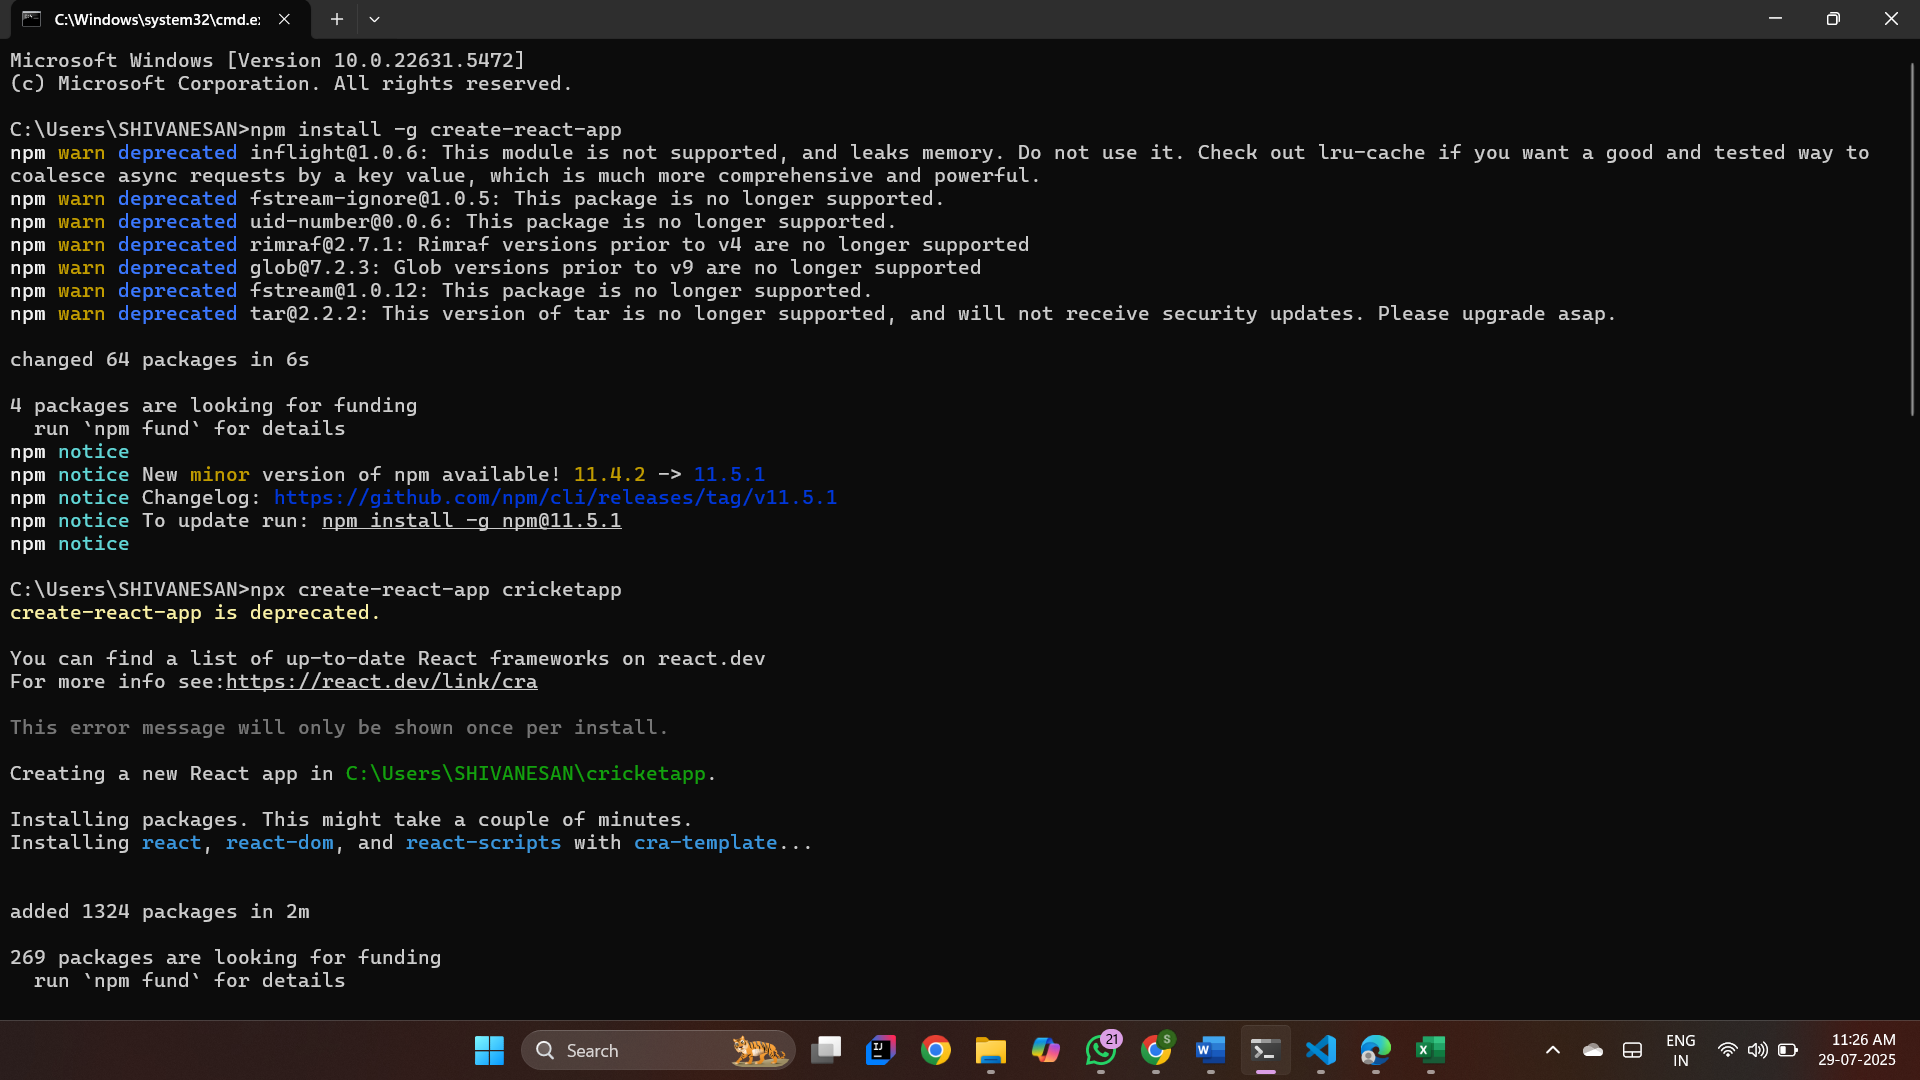 C:\Windows\system32\cmd.e:
Microsoft Windows [Version 10.0.22631.5472]
(c) Microsoft Corporation. All rights reserved.
C:\Users\SHIVANESAN>npm install -g create-react-app
npm warn deprecated inflight@1.0.6: This module is not supported, and leaks memory. Do not use it. Check out lru-cache if you want a good and tested way to
coalesce async requests by a key value, which is much more comprehensive and powerful.
npm warn deprecated fstream-ignore@1.0.5: This package is no longer supported.
npm warn deprecated uid-number@0.0.6: This package is no longer supported.
npm warn deprecated rimraf@2.7.1: Rimraf versions prior to v4 are no longer supported
npm warn deprecated glob@7.2.3: Glob versions prior to v9 are no longer supported
npm warn deprecated fstream@1.0.12: This package is no longer supported.
npm warn deprecated tar@2.2.2: This version of tar is no longer supported, and will not receive security updates. Please upgrade asap.
changed 64 packages in 6s
4 packages are looking for funding
  run `npm fund` for details
npm notice
npm notice New minor version of npm available! 11.4.2 -> 11.5.1
npm notice Changelog: https://github.com/npm/cli/releases/tag/v11.5.1
npm notice To update run: npm install -g npm@11.5.1
npm notice
C:\Users\SHIVANESAN>npx create-react-app cricketapp
create-react-app is deprecated.
You can find a list of up-to-date React frameworks on react.dev
For more info see:https://react.dev/link/cra
This error message will only be shown once per install.
Creating a new React app in C:\Users\SHIVANESAN\cricketapp.
Installing packages. This might take a couple of minutes.
Installing react, react-dom, and react-scripts with cra-template...
added 1324 packages in 2m
269 packages are looking for funding
  run `npm fund` for details
Search
21
S
ENG
IN
11:26 AM
29-07-2025